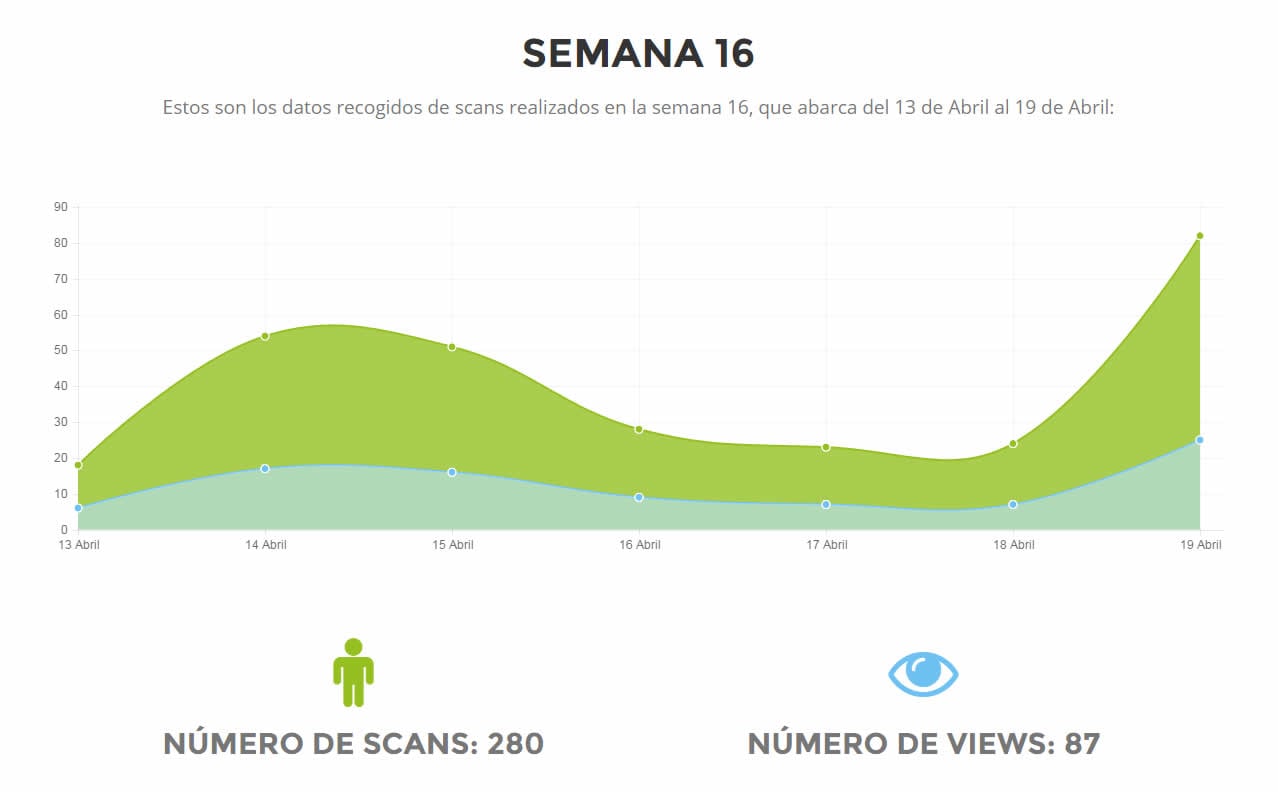 SEMANA 16
Estos son los datos recogidos de scans realizados en la semana 16, que abarca del 13 de Abril al 19 de Abril:
90
80
70
60
50
40
30
20
10
0
13 Abril 14 Abril 15 Abril 16 Abril 17 Abril 18 Abril 19 Abril
NÚMERO DE SCANS: 280 NÚMERO DE VIEWS: 87